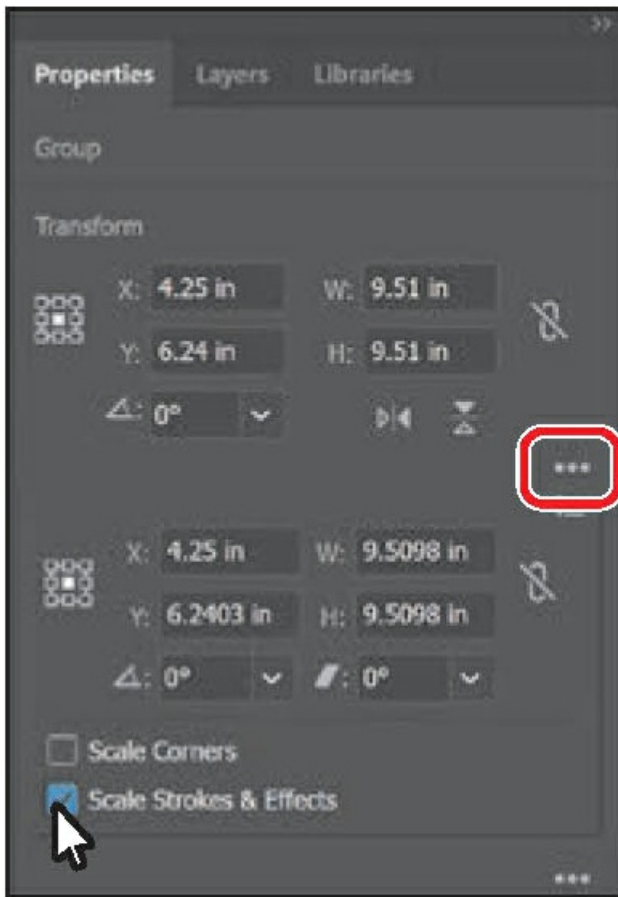 Properties Layers Libraries
Group
Transform
X: 4.25 in W: 9.51 in
Y: 6.24 in H: 9.51 in
0°
X: 4.25 in W: 9.5098 in
Y: 6.2403 in H: 9.5098 in
0° 0°
Scale Corners
Scale Strokes & Effects